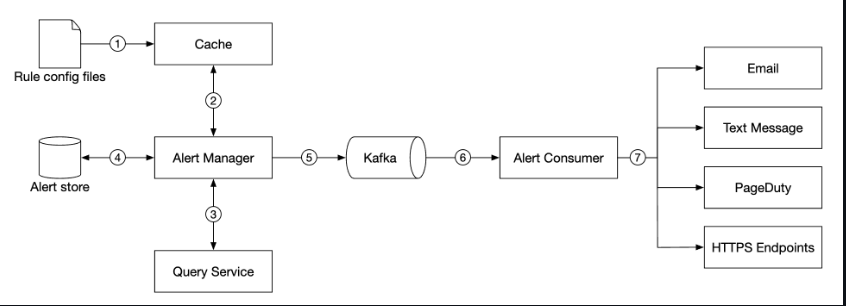 1
Cache
Rule config files
2
Email
Text Message
Alert store
4
Alert Manager
5
Kafka
6
Alert Consumer
7
PageDuty
3
HTTPS Endpoints
Query Service